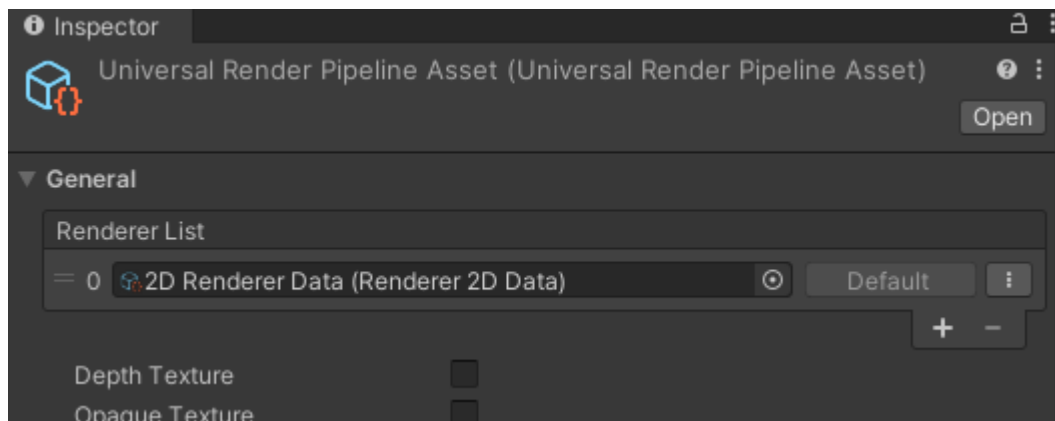 Inspector
Universal Render Pipeline Asset (Universal Render Pipeline Asset)
Open
General
Renderer List
0 2D Renderer Data (Renderer 2D Data) Default
Depth Texture
Opaque Texture